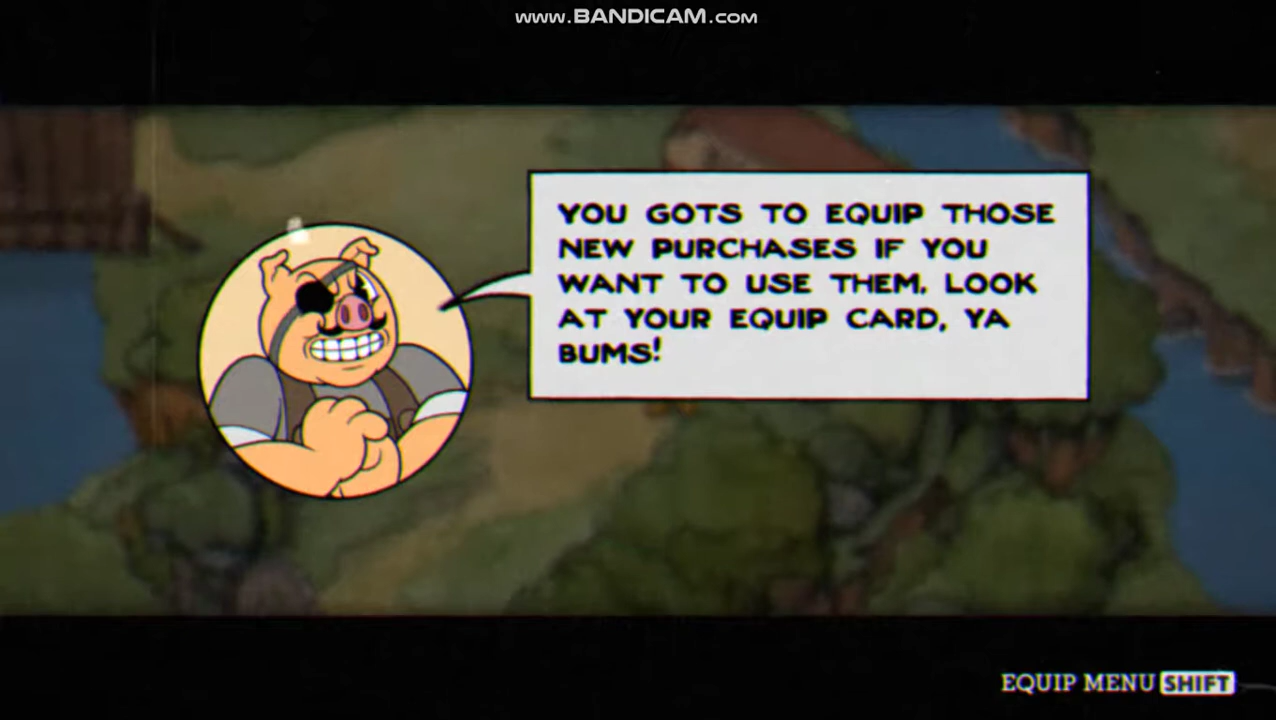 www.BANDICAM.com
YOU GOTS TO EQUIP THOSE
NEW PURCHASES IF YOU
WANT TO USE THEM. LOOK
AT YOUR EQUIP CARD, YA
BUMS!
EQUIP MENU SHIFT